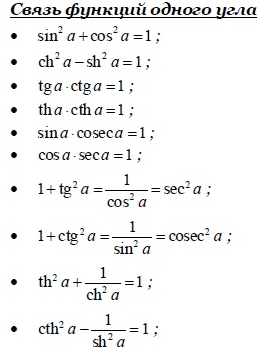 Связь функций одного угла
• sin² a + cos² a = 1 ;
• ch² a − sh² a = 1 ;
• tg a · ctg a = 1 ;
• th a · cth a = 1 ;
• sin a · cosec a = 1 ;
• cos a · sec a = 1 ;
• 1 + tg² a = 1/cos² a = sec² a ;
• 1 + ctg² a = 1/sin² a = cosec² a ;
• th² a + 1/ch² a = 1 ;
• cth² a − 1/sh² a = 1 ;